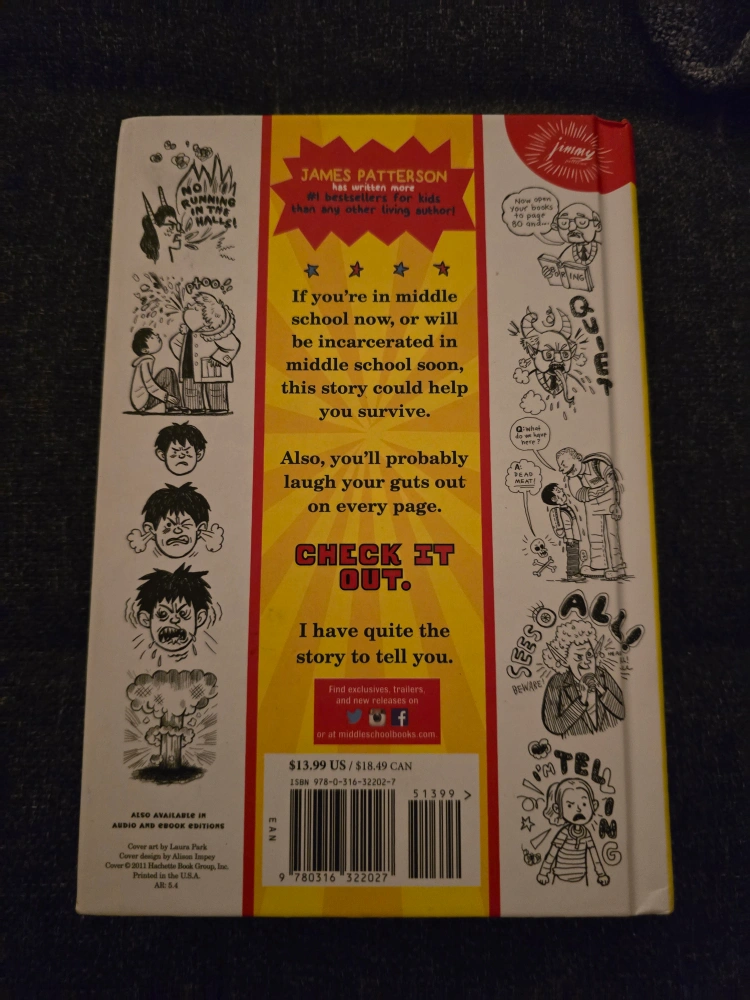 NO
RUNNING
IN THE
HALLS!
PTOOF
ALSO AVAILABLE IN
AUDIO AND EBOOK EDITIONS
Cover art by Laura Park
Cover design by Alison Impey
Cover © 2011 Hachette Book Group, Inc.
Printed in the U.S.A.
AR: 5.4
JAMES PATTERSON
has written more
#1 bestsellers for kids
than any other living author!
If you're in middle
school now, or will
be incarcerated in
middle school soon,
this story could help
you survive.
Also, you'll probably
laugh your guts out
on every page.
CHECK IT
OUT.
I have quite the
story to tell you.
Find exclusives, trailers,
and new releases on
or at middleschoolbooks.com.
$13.99 US / $18.49 CAN
ISBN 978-0-316-32202-7
51399 >
EAN
9 780316 322027
jimmy
Now open
your books
to page
80 and...
BORING
QUIET
Q: What
do we have
here?
A:
DEAD
MEAT!
SEES
ALL!
BEWARE!
I'M TELLING